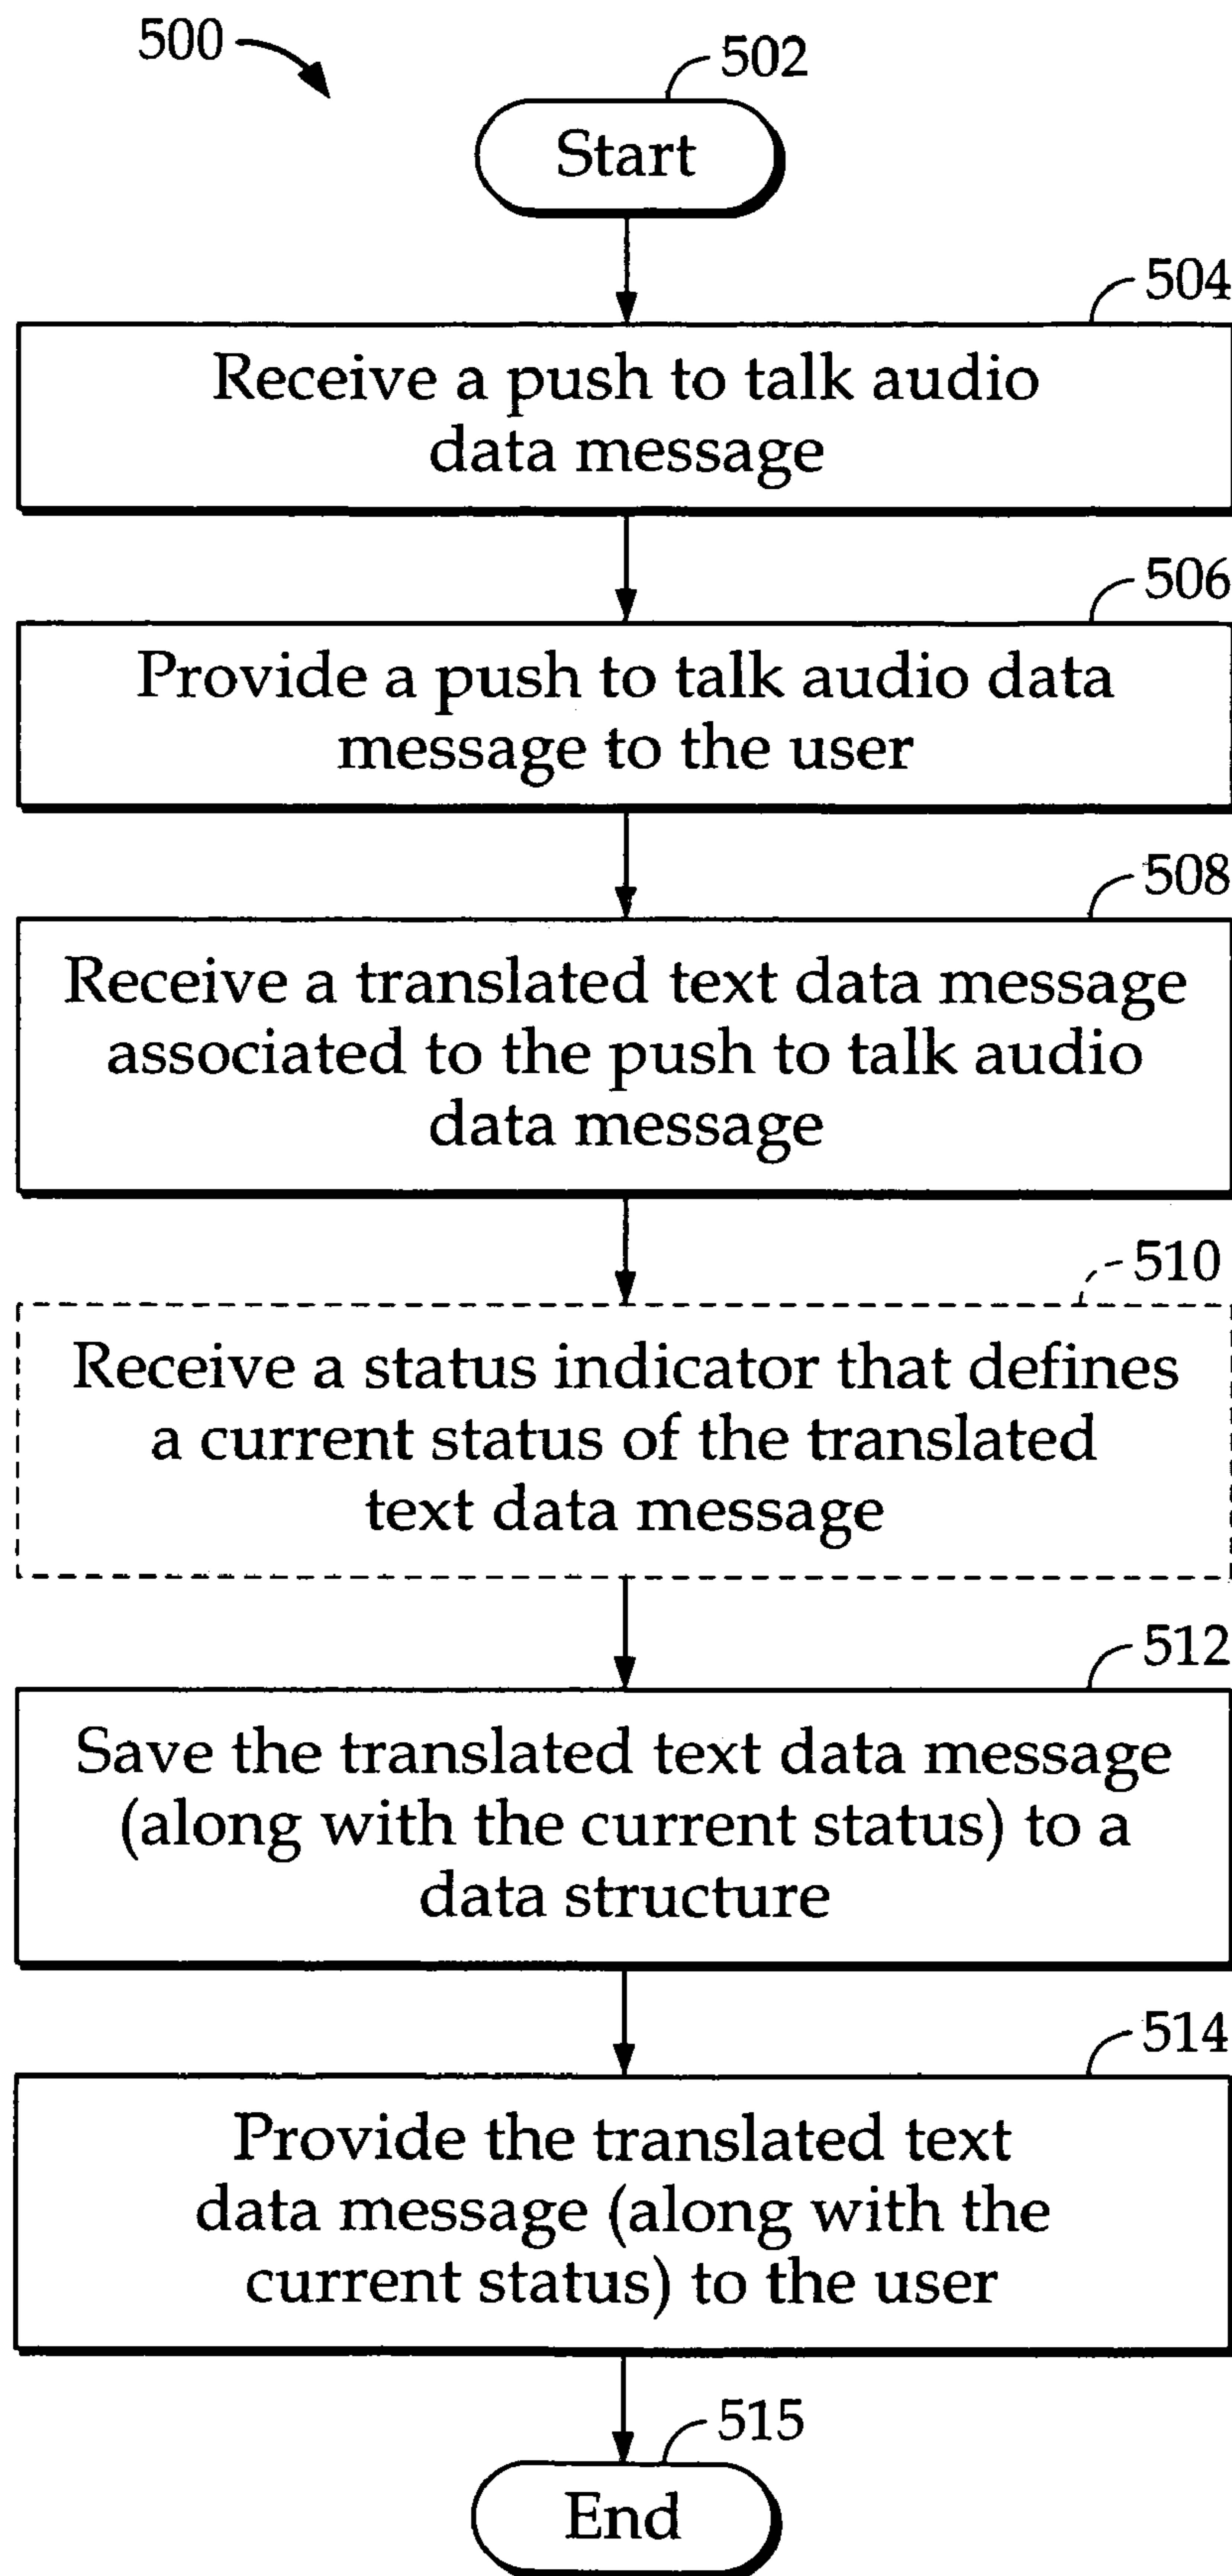 500
502
Start
504
Receive a push to talk audio
data message
506
Provide a push to talk audio data
message to the user
508
Receive a translated text data message
associated to the push to talk audio
data message
510
Receive a status indicator that defines
a current status of the translated
text data message
512
Save the translated text data message
(along with the current status) to a
data structure
514
Provide the translated text
data message (along with the
current status) to the user
515
End